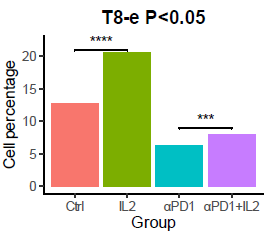 T8-e P<0.05
****
***
20
15
10
5
0
Cell percentage
Ctrl IL2 αPD1 αPD1+IL2
Group